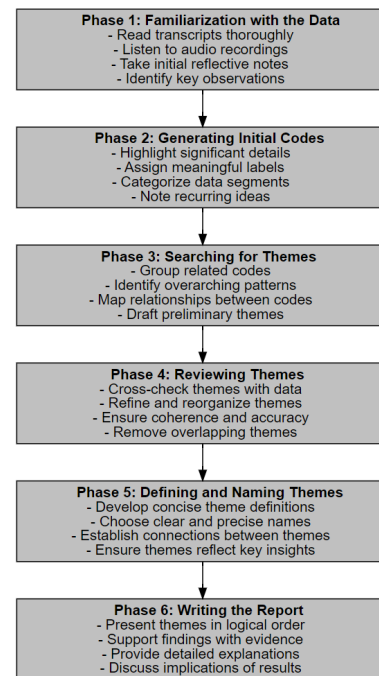 Phase 1: Familiarization with the Data
- Read transcripts thoroughly
- Listen to audio recordings
- Take initial reflective notes
- Identify key observations
Phase 2: Generating Initial Codes
- Highlight significant details
- Assign meaningful labels
- Categorize data segments
- Note recurring ideas
Phase 3: Searching for Themes
- Group related codes
- Identify overarching patterns
- Map relationships between codes
- Draft preliminary themes
Phase 4: Reviewing Themes
- Cross-check themes with data
- Refine and reorganize themes
- Ensure coherence and accuracy
- Remove overlapping themes
Phase 5: Defining and Naming Themes
- Develop concise theme definitions
- Choose clear and precise names
- Establish connections between themes
- Ensure themes reflect key insights
Phase 6: Writing the Report
- Present themes in logical order
- Support findings with evidence
- Provide detailed explanations
- Discuss implications of results